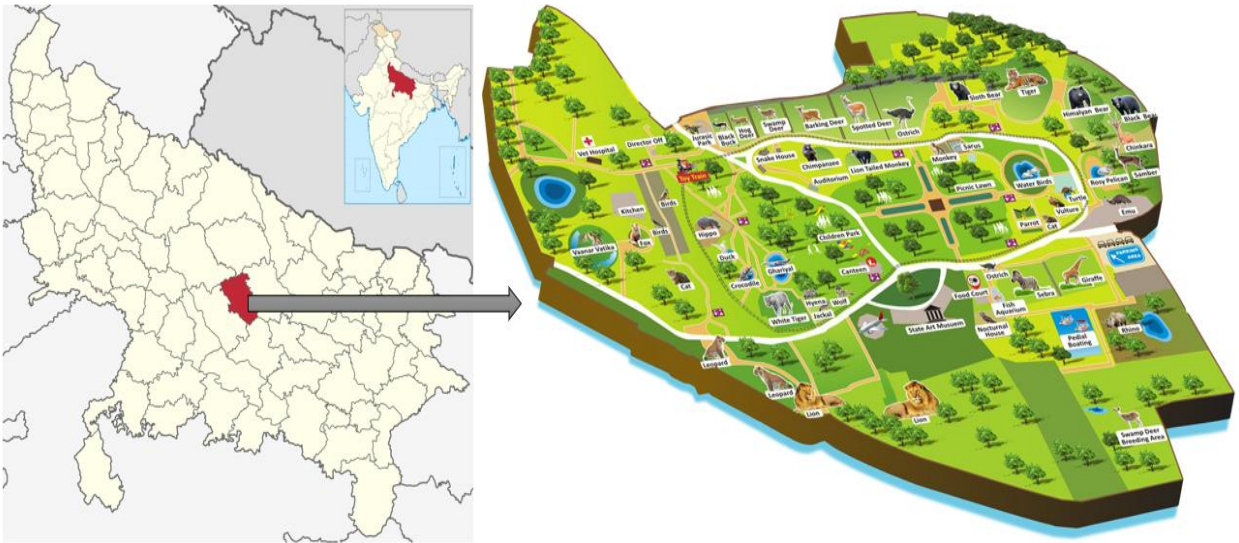 Sloth Bear
Tiger
Himalyan Bear
Black Bear
Chinkara
Samber
Jurasic
Park
Black
Buck
Hog
Deer
Swamp
Deer
Barking Deer
Spotted Deer
Ostrich
Vet Hospital
Director Off
Toy Train
Snake House
Chimpanzee
Auditorium
Lion Tailed Monkey
Monkey
Sarus
Picnic Lawn
Water Birds
Turtle
Rosy Pelican
Vultura
Cat
Parrot
Emu
Kitchen
Birds
Birds
Fox
Vaanar Vatika
Cat
Hippo
Duck
Crocodile
Ghariyal
Children Park
Canteen
White Tiger
Hyena
Jackal
Wolf
Food Court
Ostrich
Zebra
Giraffe
Fish
Aquarium
Nocturnal
House
State Art Musuem
Pedial
Boating
Rhino
AREA
Leopard
Leopard
Lion
Lion
Swamp Deer
Breeding Area